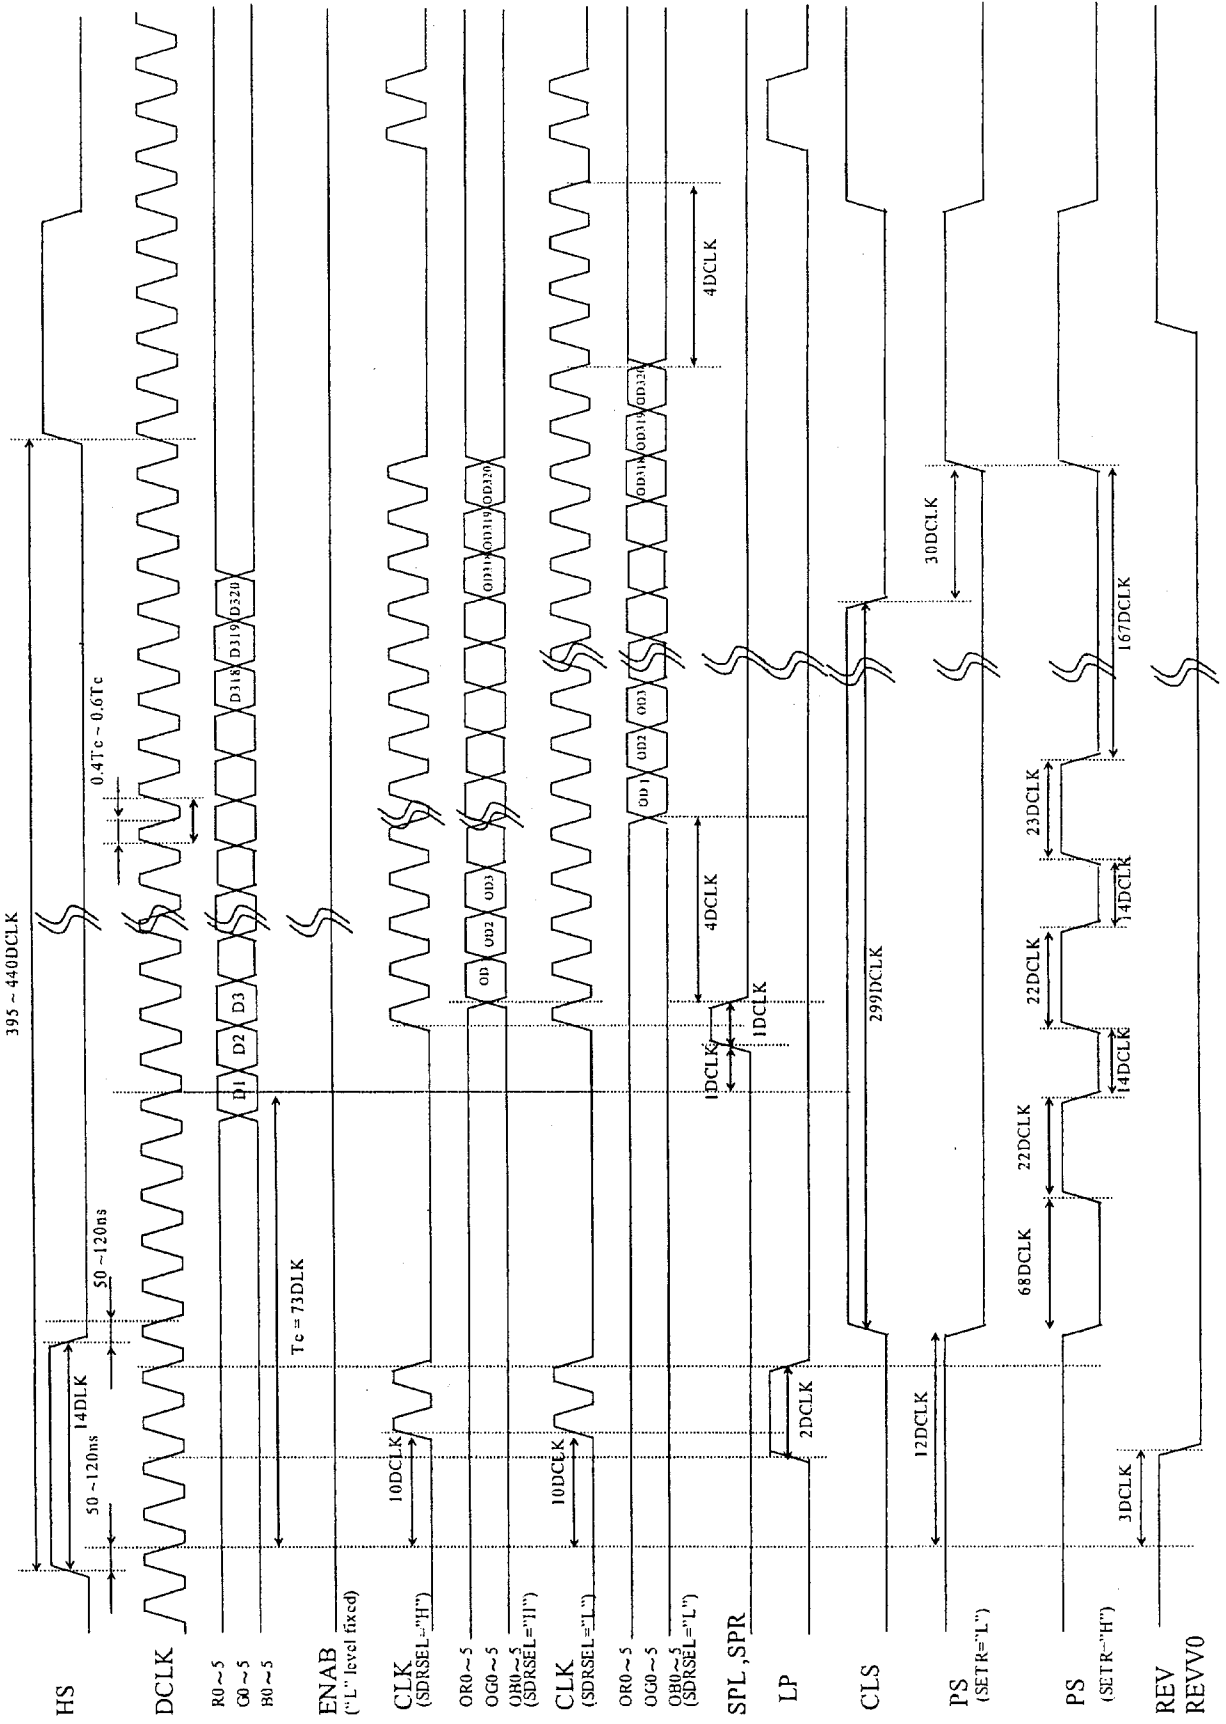 HS
395 ~ 440DCLK
50 ~120ns
14DLK
50 ~120ns
DCLK
0.4Tc ~ 0.6Tc
R0~5
G0~5
B0~5
D1
D2
D3
D318
D319
D320
Tc = 73DLK
ENAB
("L" level fixed)
CLK
(SDRSEL="H")
10DCLK
OR0~5
OG0~5
OB0~5
(SDRSEL="H")
OD
OD2
OD3
OD318
OD319
OD320
CLK
(SDRSEL="L")
10DCLK
OR0~5
OG0~5
OB0~5
(SDRSEL="L")
OD1
OD2
OD3
OD318
OD319
OD320
4DCLK
4DCLK
SPL ,SPR
1DCLK
1DCLK
LP
2DCLK
CLS
299DCLK
PS
(SETR="L")
12DCLK
30DCLK
PS
(SETR="H")
68DCLK
22DCLK
14DCLK
22DCLK
14DCLK
23DCLK
167DCLK
REV
REVV0
3DCLK